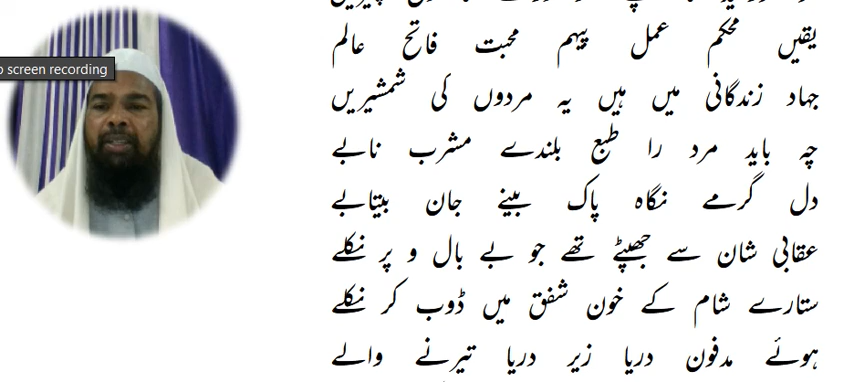 o screen recording
یقیں محکم عمل پیہم محبت فاتح عالم
جہاد زندگانی میں ہیں یہ مردوں کی شمشیریں
چہ باید مرد را طبع بلندے مشرب نابے
دل گرمے نگاہ پاک بینے جان بیتابے
عقابی شان سے جھپٹے تھے جو بے بال و پر نکلے
ستارے شام کے خون شفق میں ڈوب کر نکلے
ہوئے مدفون دریا زیر دریا تیرنے والے